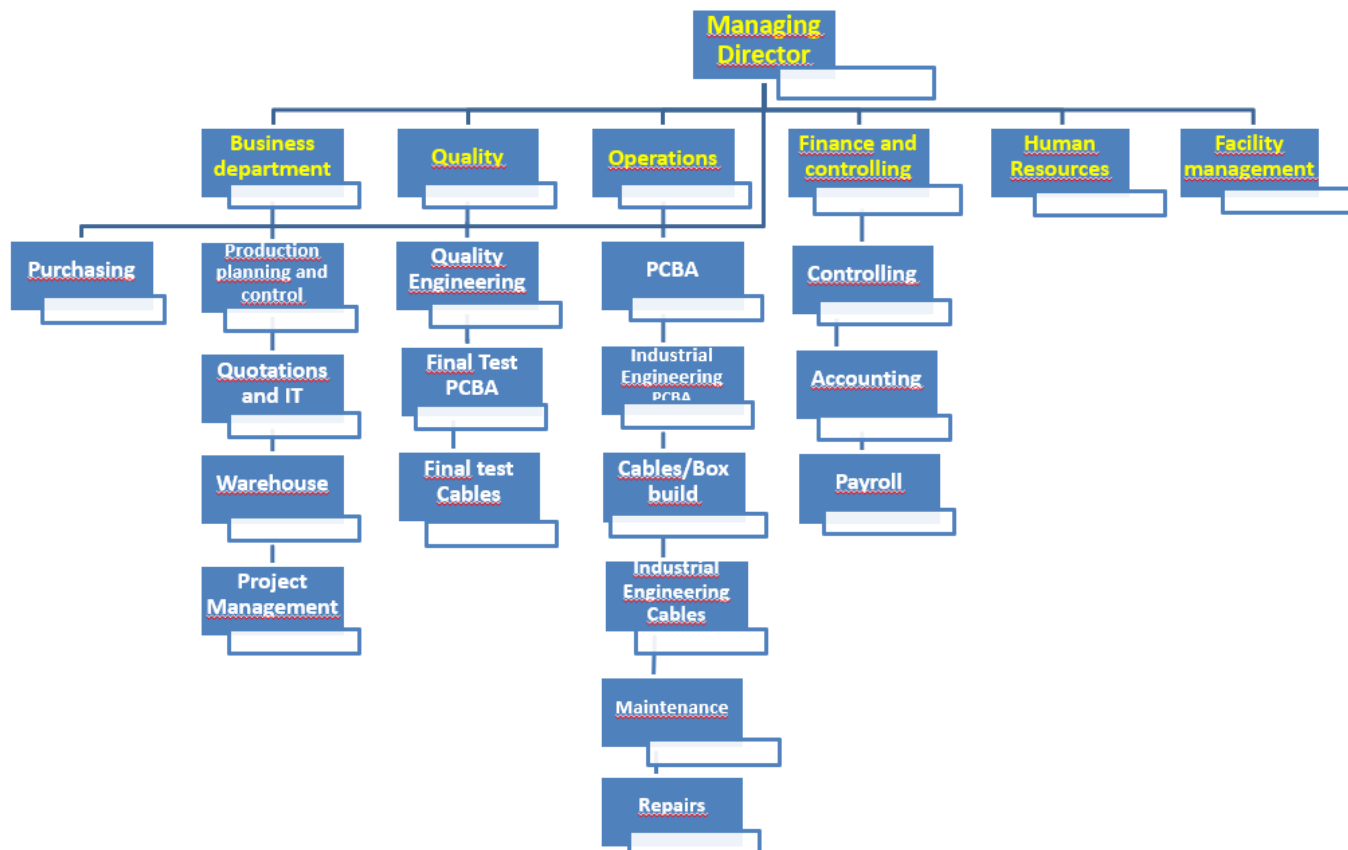 Managing
Director
Business
department
Quality
Operations
Finance and
controlling
Human
Resources
Facility
management
Purchasing
Production
planning and
control
Quality
Engineering
PCBA
Controlling
Quotations
and IT
Final Test
PCBA
Industrial
Engineering
PCBA
Accounting
Warehouse
Final test
Cables
Cables/Box
build
Payroll
Project
Management
Industrial
Engineering
Cables
Maintenance
Repairs